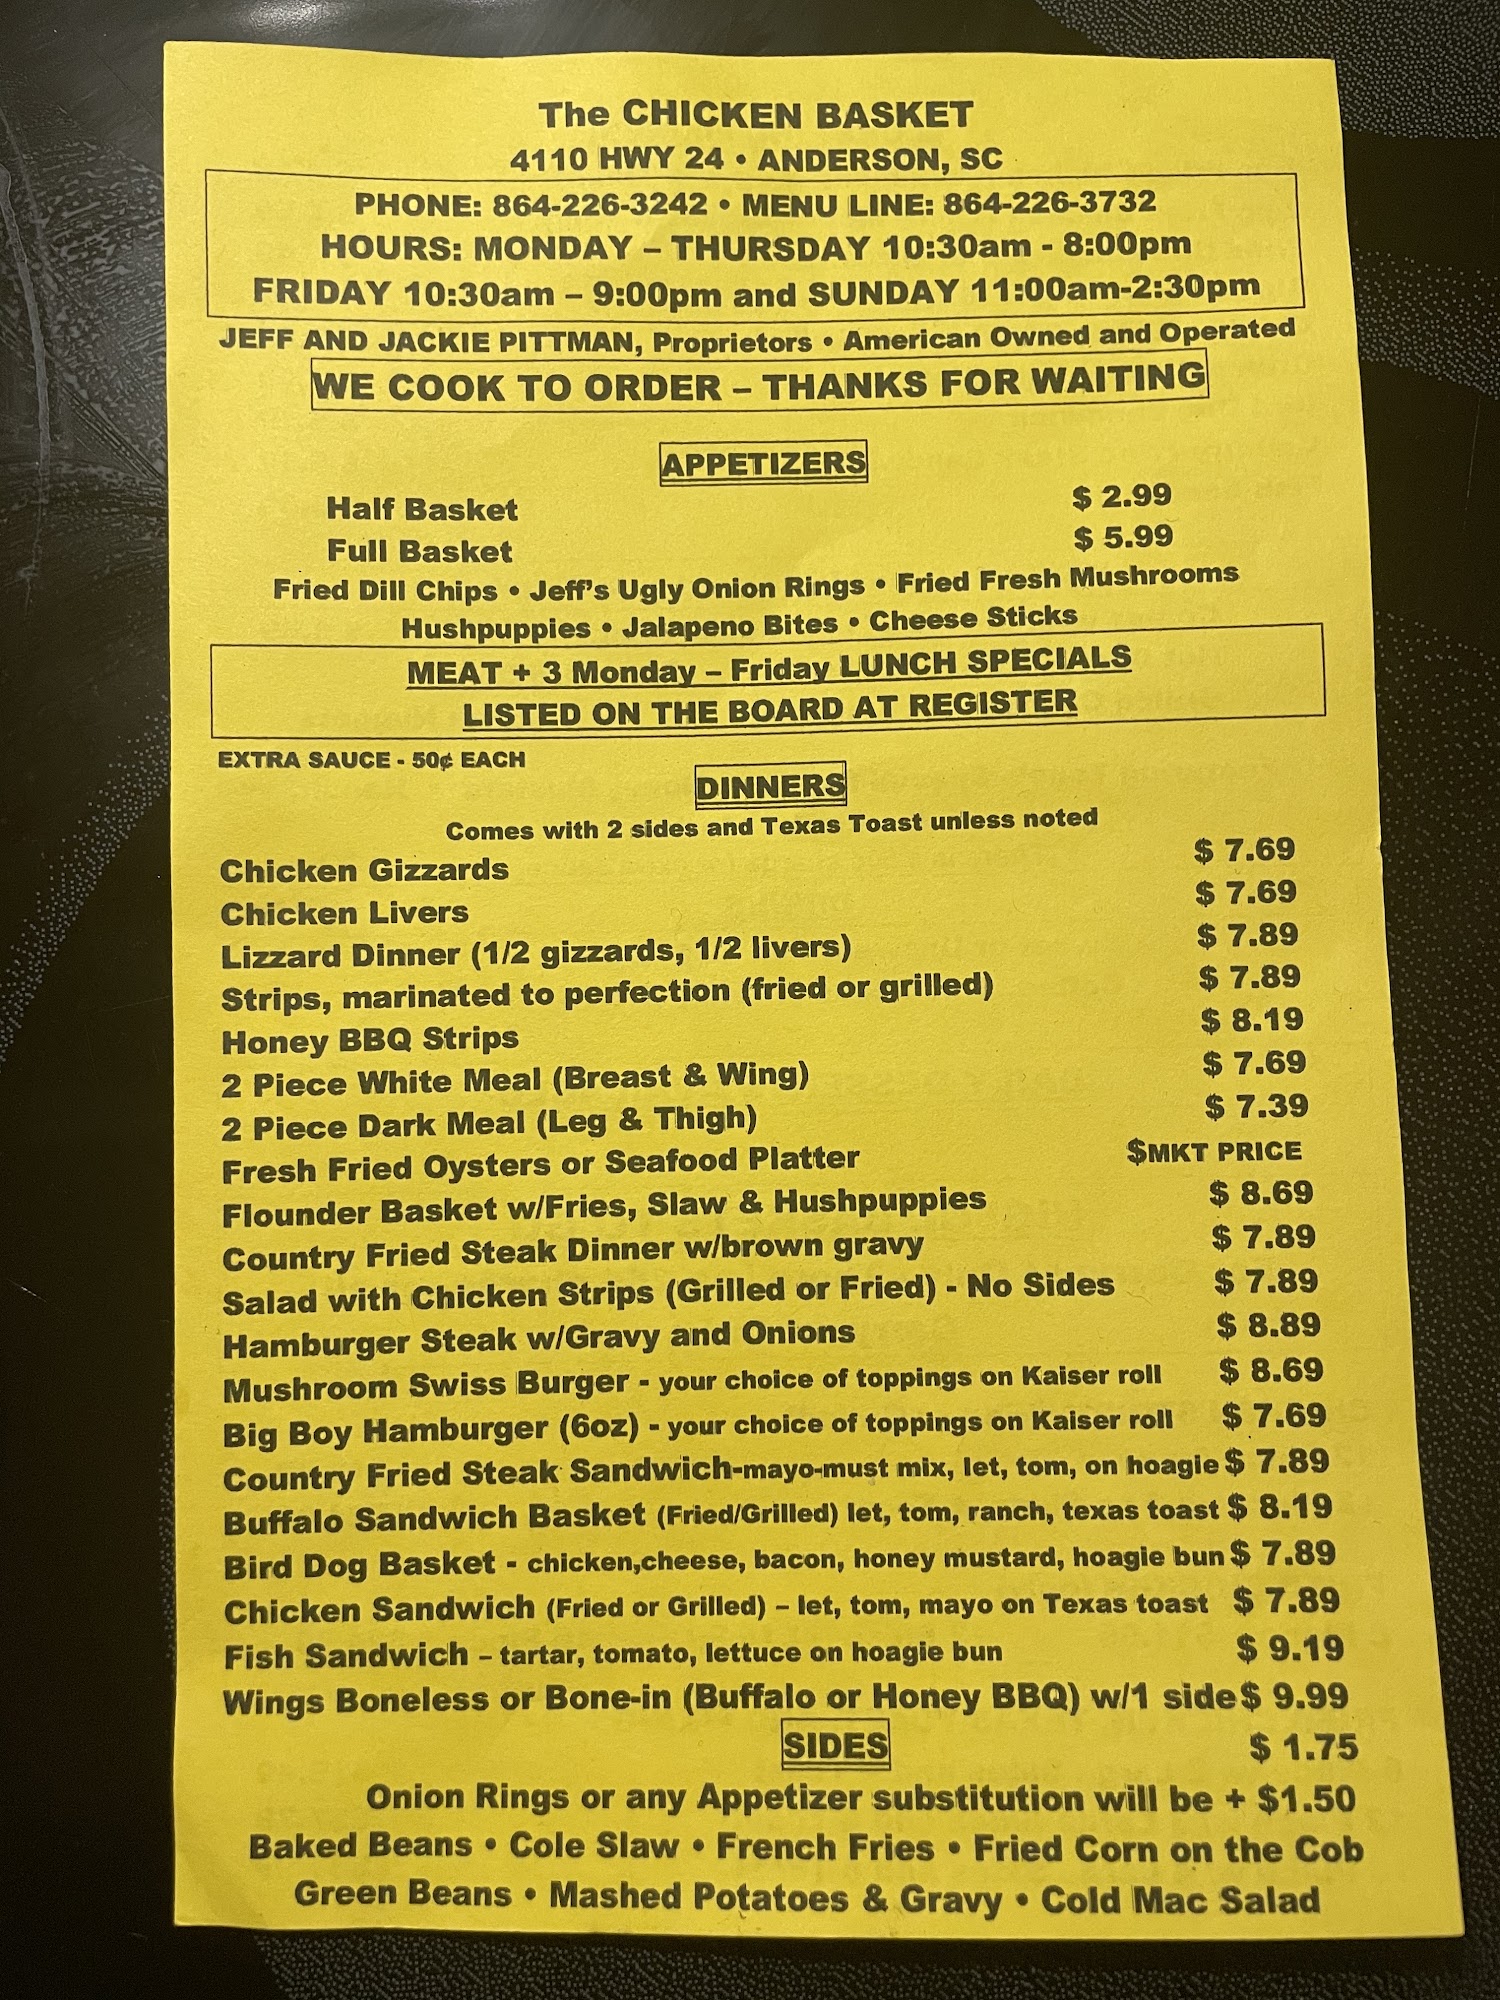 The CHICKEN BASKET
4110 HWY 24 • ANDERSON, SC
PHONE: 864-226-3242 • MENU LINE: 864-226-3732
HOURS: MONDAY – THURSDAY 10:30am - 8:00pm
FRIDAY 10:30am – 9:00pm and SUNDAY 11:00am-2:30pm
JEFF AND JACKIE PITTMAN, Proprietors • American Owned and Operated
WE COOK TO ORDER – THANKS FOR WAITING
APPETIZERS
Half Basket $ 2.99
Full Basket $ 5.99
Fried Dill Chips • Jeff's Ugly Onion Rings • Fried Fresh Mushrooms
Hushpuppies • Jalapeno Bites • Cheese Sticks
MEAT + 3 Monday – Friday LUNCH SPECIALS
LISTED ON THE BOARD AT REGISTER
EXTRA SAUCE - 50¢ EACH
DINNERS
Comes with 2 sides and Texas Toast unless noted
Chicken Gizzards $ 7.69
Chicken Livers $ 7.69
Lizzard Dinner (1/2 gizzards, 1/2 livers) $ 7.89
Strips, marinated to perfection (fried or grilled) $ 7.89
Honey BBQ Strips $ 8.19
2 Piece White Meal (Breast & Wing) $ 7.69
2 Piece Dark Meal (Leg & Thigh) $ 7.39
Fresh Fried Oysters or Seafood Platter $MKT PRICE
Flounder Basket w/Fries, Slaw & Hushpuppies $ 8.69
Country Fried Steak Dinner w/brown gravy $ 7.89
Salad with Chicken Strips (Grilled or Fried) - No Sides $ 7.89
Hamburger Steak w/Gravy and Onions $ 8.89
Mushroom Swiss Burger - your choice of toppings on Kaiser roll $ 8.69
Big Boy Hamburger (6oz) - your choice of toppings on Kaiser roll $ 7.69
Country Fried Steak Sandwich-mayo-must mix, let, tom, on hoagie $ 7.89
Buffalo Sandwich Basket (Fried/Grilled) let, tom, ranch, texas toast $ 8.19
Bird Dog Basket - chicken,cheese, bacon, honey mustard, hoagie bun $ 7.89
Chicken Sandwich (Fried or Grilled) – let, tom, mayo on Texas toast $ 7.89
Fish Sandwich – tartar, tomato, lettuce on hoagie bun $ 9.19
Wings Boneless or Bone-in (Buffalo or Honey BBQ) w/1 side $ 9.99
SIDES $ 1.75
Onion Rings or any Appetizer substitution will be + $1.50
Baked Beans • Cole Slaw • French Fries • Fried Corn on the Cob
Green Beans • Mashed Potatoes & Gravy • Cold Mac Salad